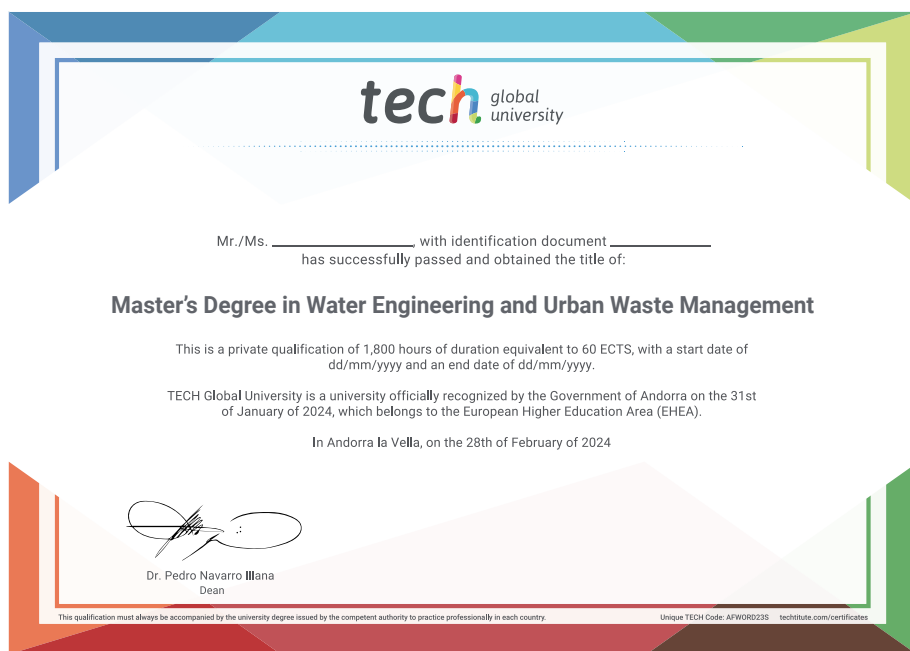 tech global
university
Mr./Ms. ____________, with identification document ____________
has successfully passed and obtained the title of:
Master's Degree in Water Engineering and Urban Waste Management
This is a private qualification of 1,800 hours of duration equivalent to 60 ECTS, with a start date of
dd/mm/yyyy and an end date of dd/mm/yyyy.
TECH Global University is a university officially recognized by the Government of Andorra on the 31st
of January of 2024, which belongs to the European Higher Education Area (EHEA).
In Andorra la Vella, on the 28th of February of 2024
Dr. Pedro Navarro Illana
Dean
This qualification must always be accompanied by the university degree issued by the competent authority to practice professionally in each country. Unique TECH Code: AFWORD23S techtitute.com/certificates